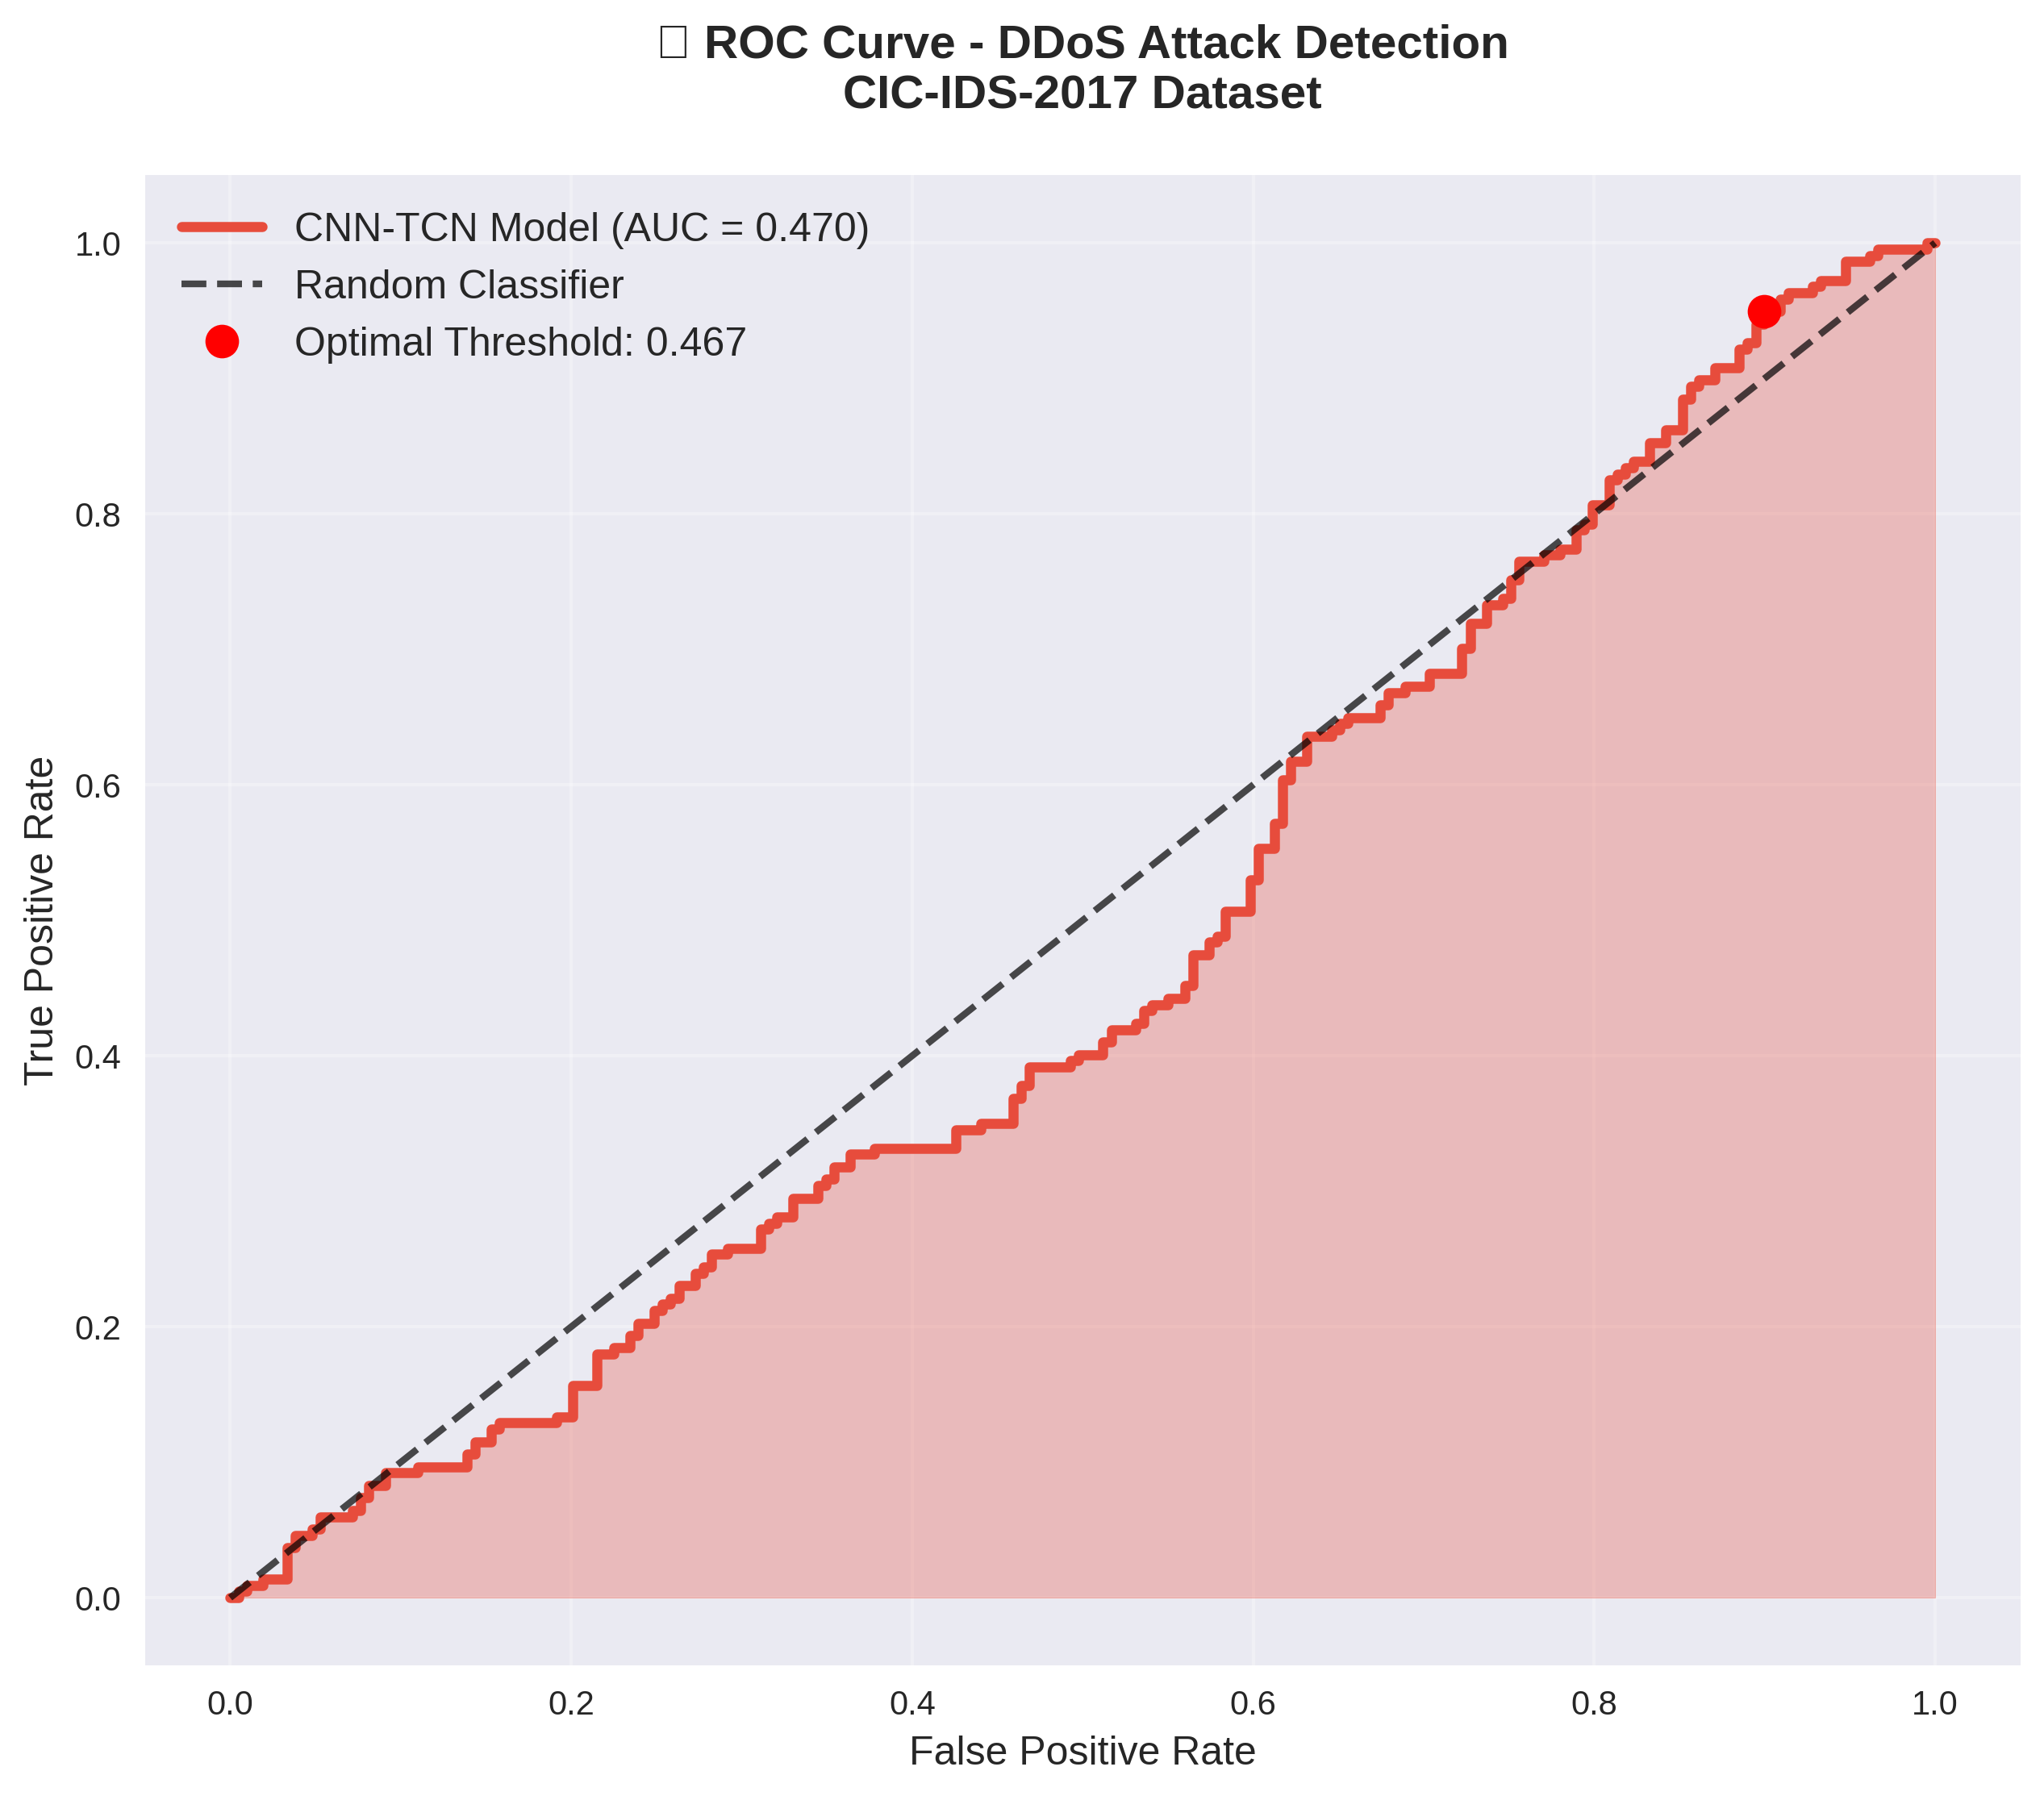 ROC Curve - DDoS Attack Detection
CIC-IDS-2017 Dataset
CNN-TCN Model (AUC = 0.470)
Random Classifier
Optimal Threshold: 0.467
1.0
0.8
0.6
0.4
0.2
0.0
True Positive Rate
0.0 0.2 0.4 0.6 0.8 1.0
False Positive Rate